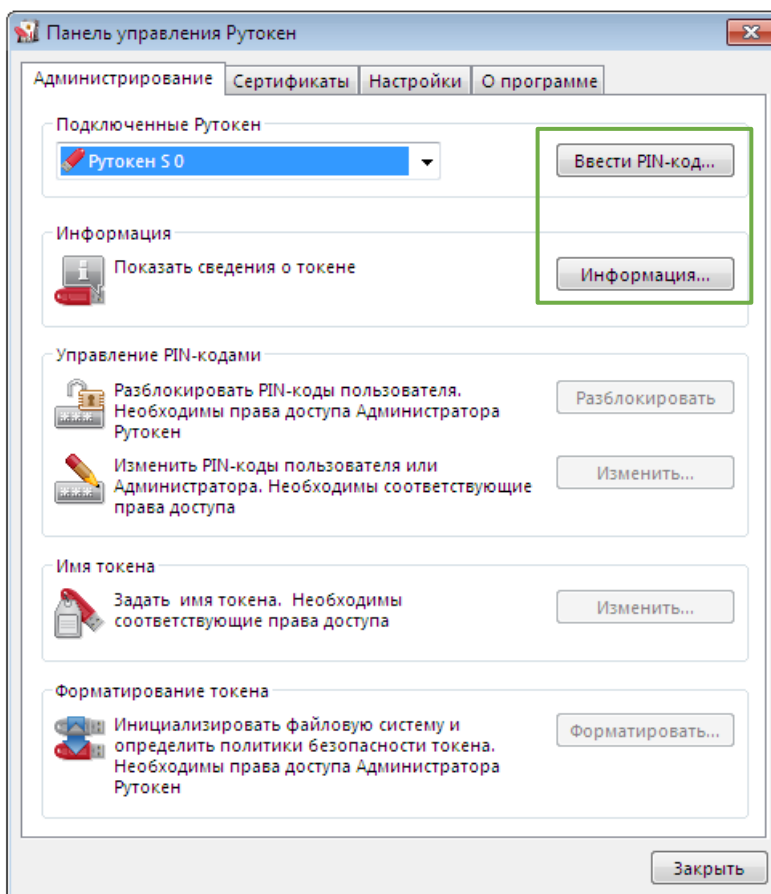 Панель управления Рутокен
Администрирование Сертификаты Настройки О программе
Подключенные Рутокен
Рутокен S 0
Ввести PIN-код...
Информация
Показать сведения о токене
Информация...
Управление PIN-кодами
Разблокировать PIN-коды пользователя.
Необходимы права доступа Администратора
Рутокен
Разблокировать
Изменить PIN-коды пользователя или
Администратора. Необходимы соответствующие
права доступа
Изменить...
Имя токена
Задать имя токена. Необходимы
соответствующие права доступа
Изменить...
Форматирование токена
Инициализировать файловую систему и
определить политики безопасности токена.
Необходимы права доступа Администратора
Рутокен
Форматировать...
Закрыть